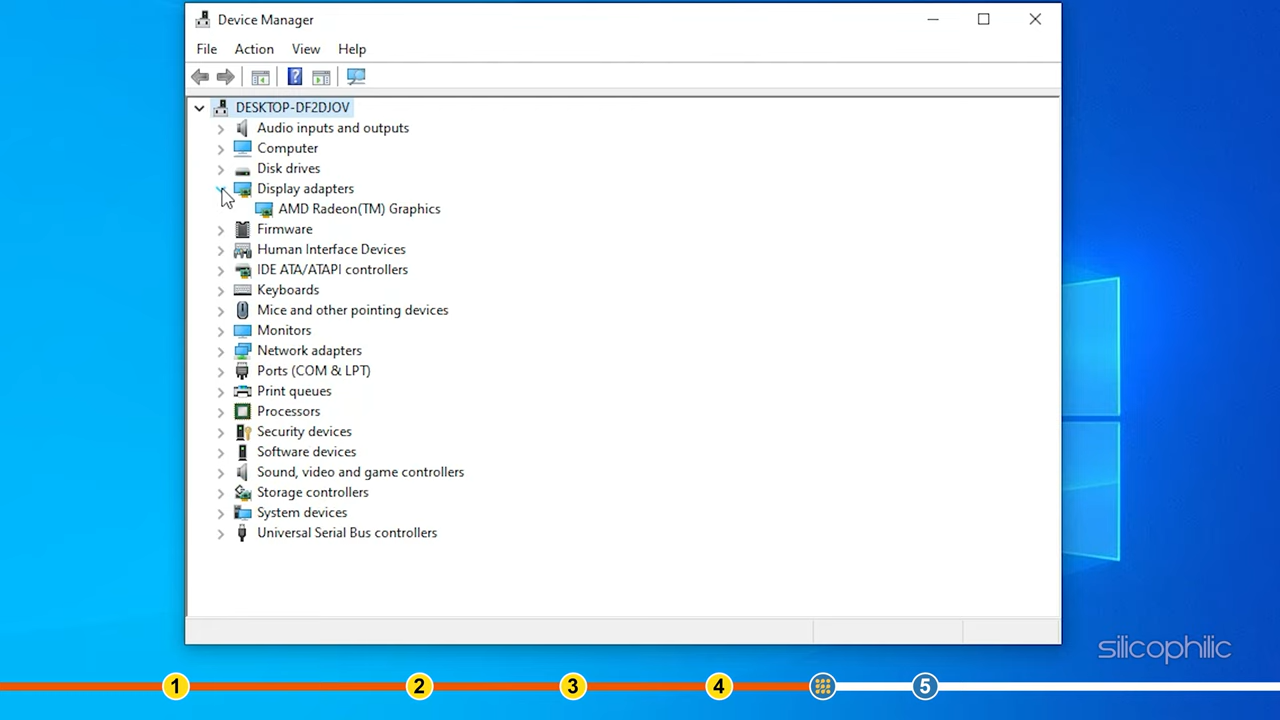 Device Manager
File Action View Help
DESKTOP-DF2DJOV
Audio inputs and outputs
Computer
Disk drives
Display adapters
AMD Radeon(TM) Graphics
Firmware
Human Interface Devices
IDE ATA/ATAPI controllers
Keyboards
Mice and other pointing devices
Monitors
Network adapters
Ports (COM & LPT)
Print queues
Processors
Security devices
Software devices
Sound, video and game controllers
Storage controllers
System devices
Universal Serial Bus controllers
silicophilic
1 2 3 4 5